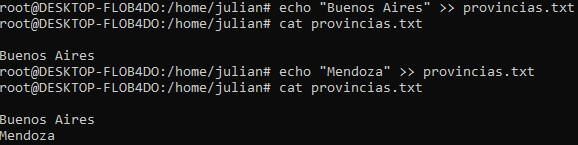 root@DESKTOP-FLOB4DO:/home/julian# echo "Buenos Aires" >> provincias.txt
root@DESKTOP-FLOB4DO:/home/julian# cat provincias.txt

Buenos Aires
root@DESKTOP-FLOB4DO:/home/julian# echo "Mendoza" >> provincias.txt
root@DESKTOP-FLOB4DO:/home/julian# cat provincias.txt

Buenos Aires
Mendoza